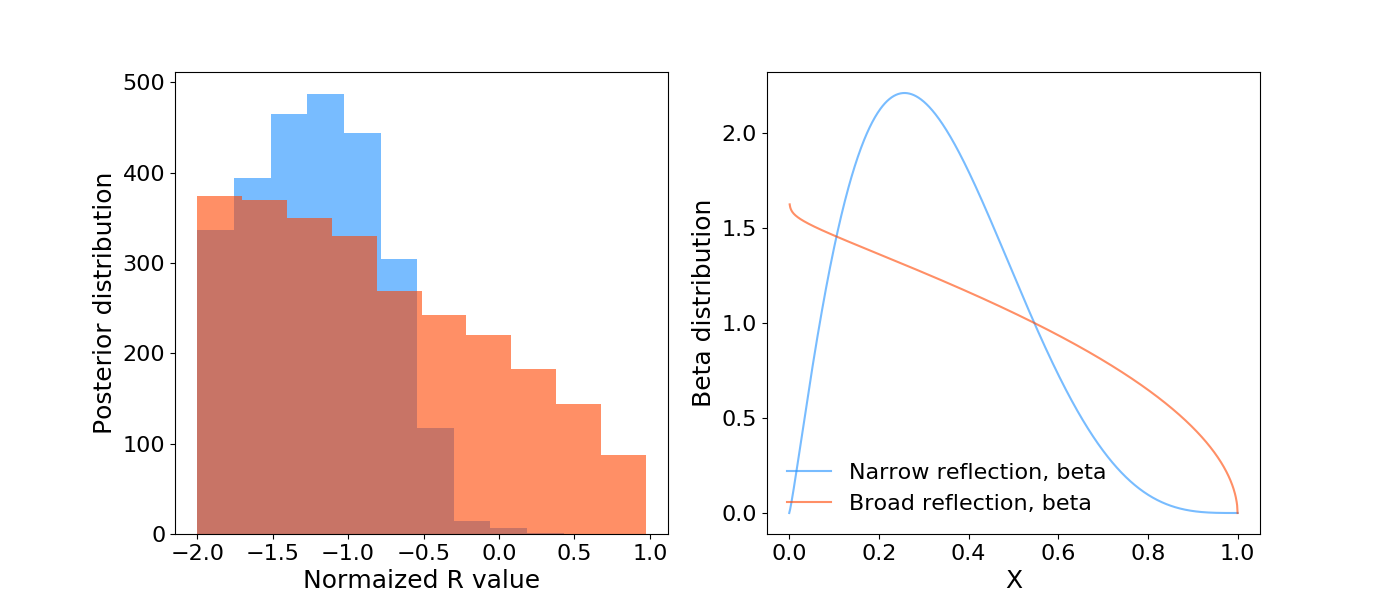 Posterior distribution
500
400
300
200
100
0
−2.0 −1.5 −1.0 −0.5 0.0 0.5 1.0
Normaized R value
Beta distribution
2.0
1.5
1.0
0.5
0.0
Narrow reflection, beta
Broad reflection, beta
0.0 0.2 0.4 0.6 0.8 1.0
X